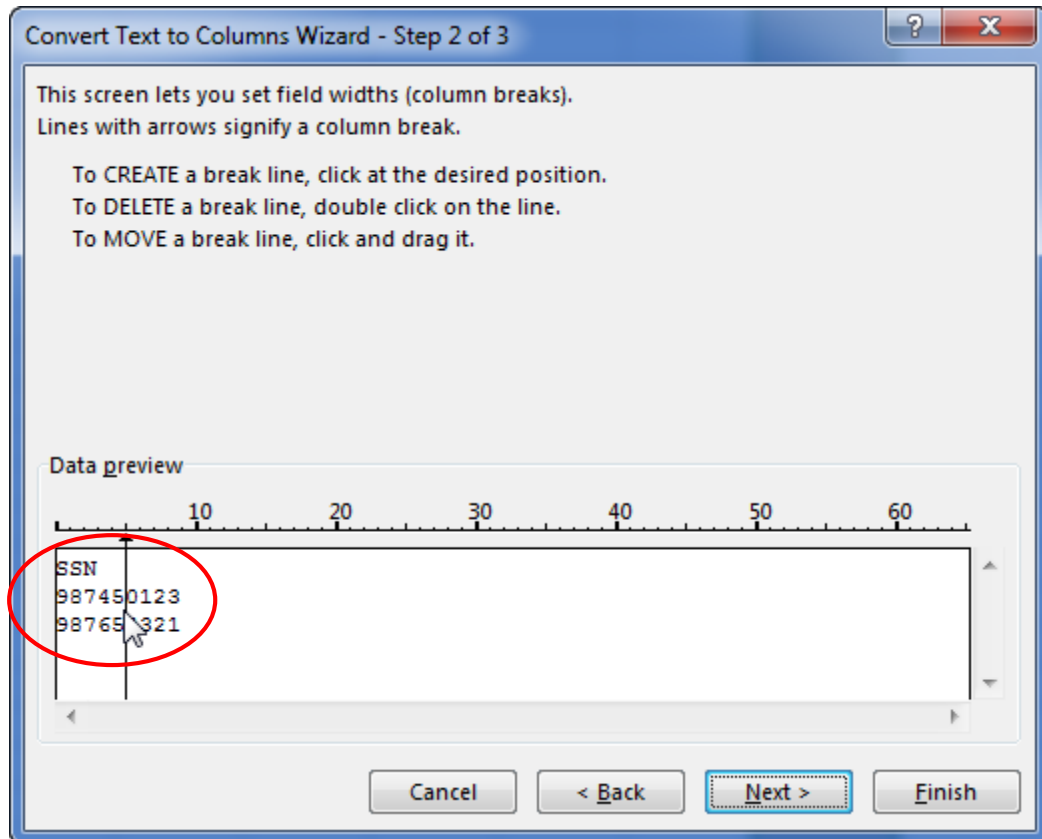 Convert Text to Columns Wizard - Step 2 of 3
?
This screen lets you set field widths (column breaks).
Lines with arrows signify a column break.
To CREATE a break line, click at the desired position.
To DELETE a break line, double click on the line.
To MOVE a break line, click and drag it.
Data preview
10 20 30 40 50 60
SSN
987450123
Cancel < Back Next > Finish